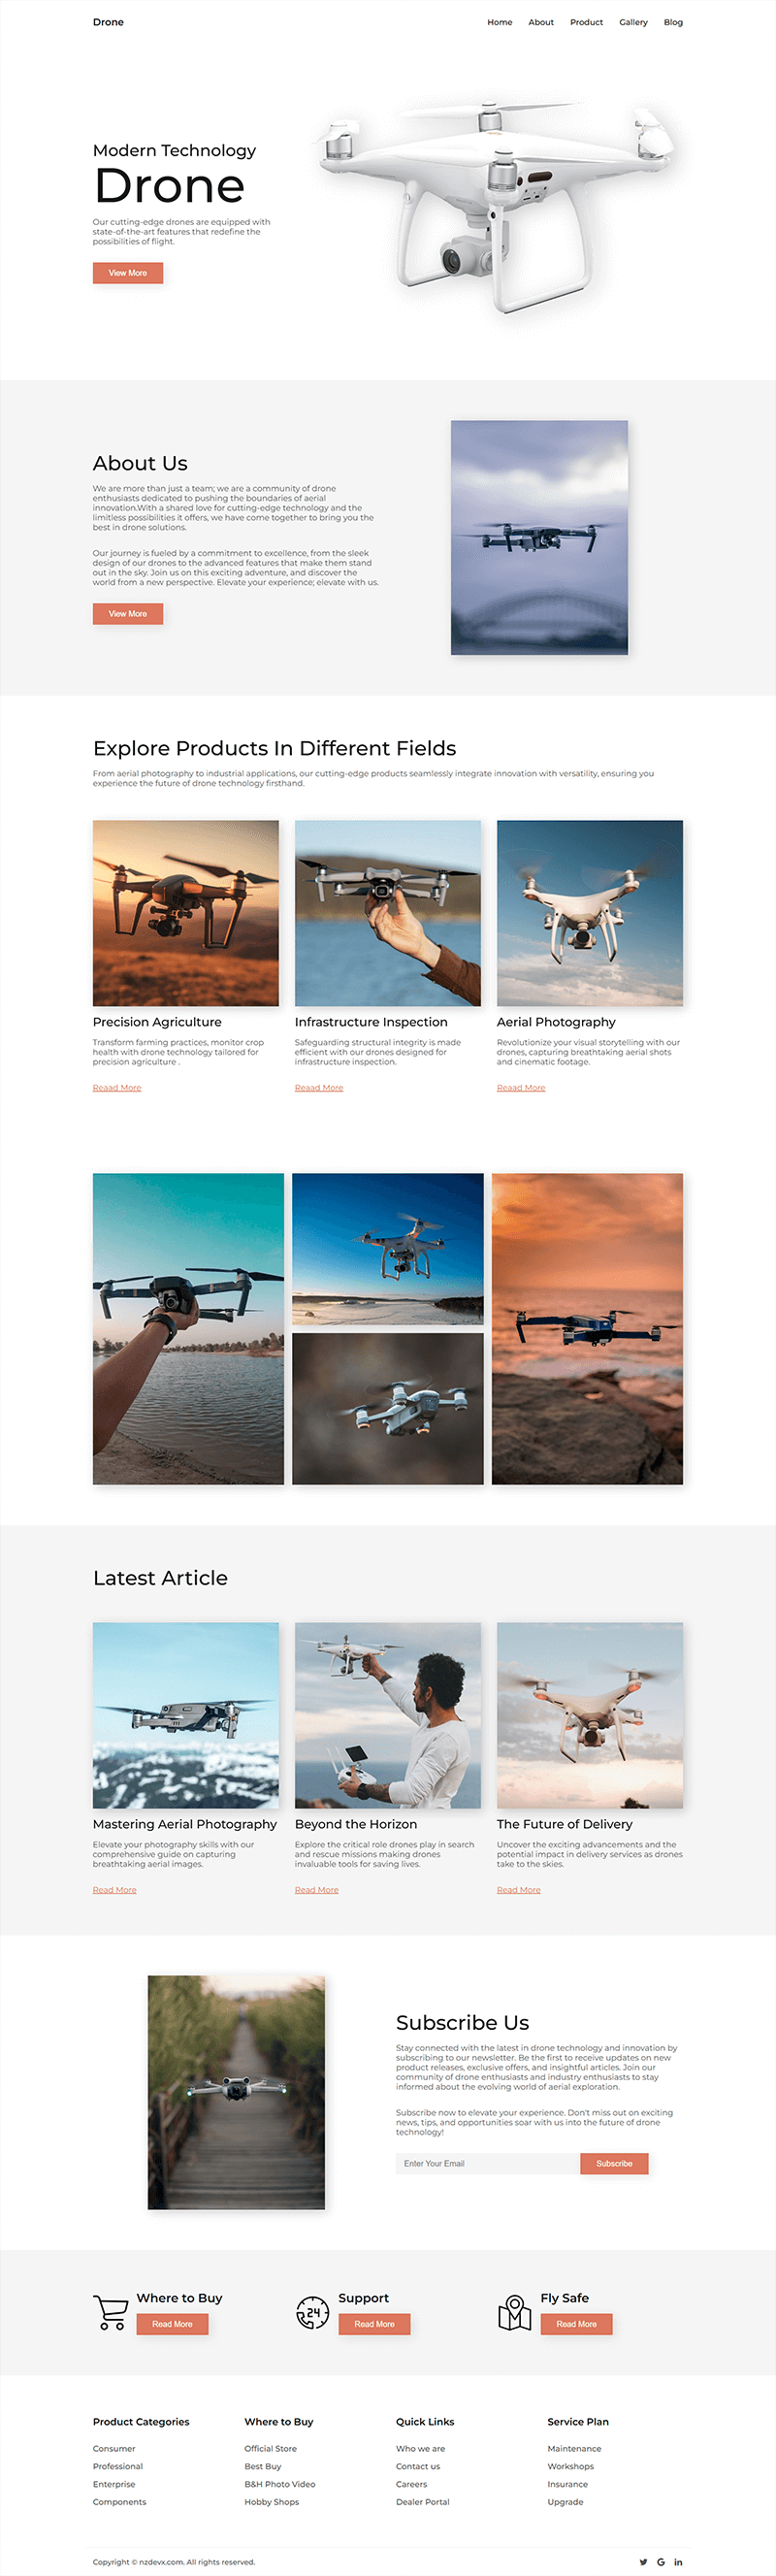 Drone
Home About Product Gallery Blog
Modern Technology
Drone
Our cutting-edge drones are equipped with
state-of-the-art features that redefine the
possibilities of flight.
View More
About Us
We are more than just a team; we are a community of drone
enthusiasts dedicated to pushing the boundaries of aerial
innovation.With a shared love for cutting-edge technology and the
limitless possibilities it offers, we have come together to bring you the
best in drone solutions.
Our journey is fueled by a commitment to excellence, from the sleek
design of our drones to the advanced features that make them stand
out in the sky. Join us on this exciting adventure, and discover the
world from a new perspective. Elevate your experience; elevate with us.
View More
Explore Products In Different Fields
From aerial photography to industrial applications, our cutting-edge products seamlessly integrate innovation with versatility, ensuring you
experience the future of drone technology firsthand.
Precision Agriculture
Transform farming practices, monitor crop
health with drone technology tailored for
precision agriculture .
Reaad More
Infrastructure Inspection
Safeguarding structural integrity is made
efficient with our drones designed for
infrastructure inspection.
Reaad More
Aerial Photography
Revolutionize your visual storytelling with our
drones, capturing breathtaking aerial shots
and cinematic footage.
Reaad More
Latest Article
Mastering Aerial Photography
Elevate your photography skills with our
comprehensive guide on capturing
breathtaking aerial images.
Read More
Beyond the Horizon
Explore the critical role drones play in search
and rescue missions making drones
invaluable tools for saving lives.
Read More
The Future of Delivery
Uncover the exciting advancements and the
potential impact in delivery services as drones
take to the skies.
Read More
Subscribe Us
Stay connected with the latest in drone technology and innovation by
subscribing to our newsletter. Be the first to receive updates on new
product releases, exclusive offers, and insightful articles. Join our
community of drone enthusiasts and industry enthusiasts to stay
informed about the evolving world of aerial exploration.
Subscribe now to elevate your experience. Don't miss out on exciting
news, tips, and opportunities soar with us into the future of drone
technology!
Enter Your Email
Subscribe
Where to Buy
Read More
24
Support
Read More
Fly Safe
Read More
Product Categories
Consumer
Professional
Enterprise
Components
Where to Buy
Official Store
Best Buy
B&H Photo Video
Hobby Shops
Quick Links
Who we are
Contact us
Careers
Dealer Portal
Service Plan
Maintenance
Workshops
Insurance
Upgrade
Copyright © nzdevx.com. All rights reserved.